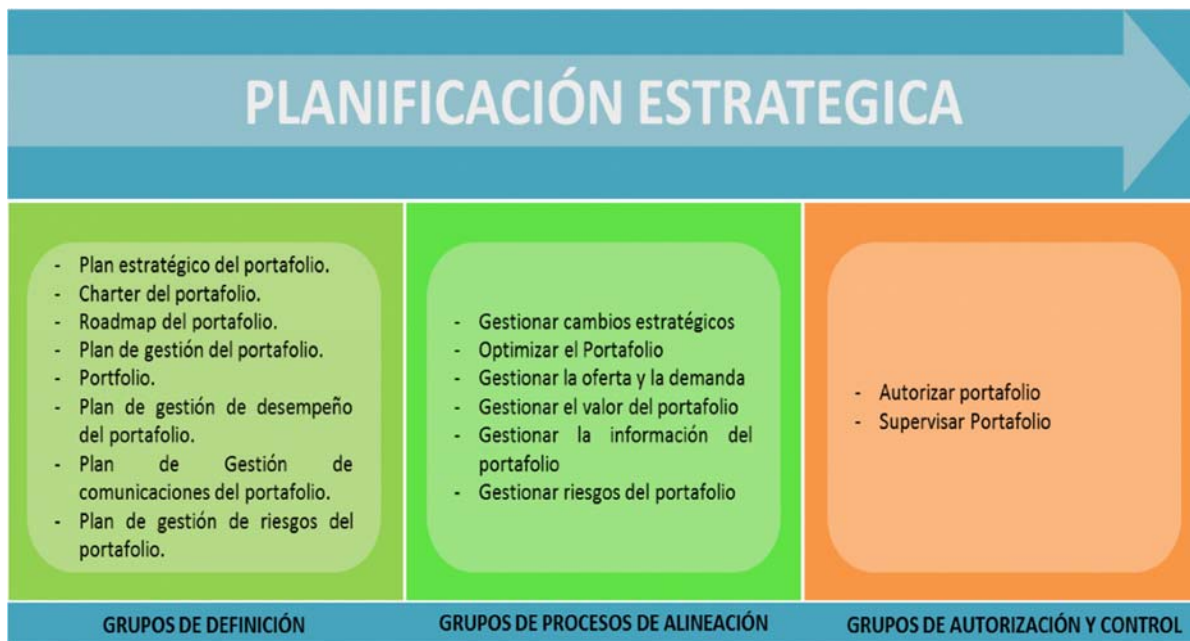 PLANIFICACIÓN ESTRATEGICA
- Plan estratégico del portafolio.
- Charter del portafolio.
- Roadmap del portafolio.
- Plan de gestión del portafolio.
- Portfolio.
- Plan de gestión de desempeño
del portafolio.
- Plan de Gestión de
comunicaciones del portafolio.
- Plan de gestión de riesgos del
portafolio.
- Gestionar cambios estratégicos
- Optimizar el Portafolio
- Gestionar la oferta y la demanda
- Gestionar el valor del portafolio
- Gestionar la información del
portafolio
- Gestionar riesgos del portafolio
- Autorizar portafolio
- Supervisar Portafolio
GRUPOS DE DEFINICIÓN
GRUPOS DE PROCESOS DE ALINEACIÓN
GRUPOS DE AUTORIZACIÓN Y CONTROL